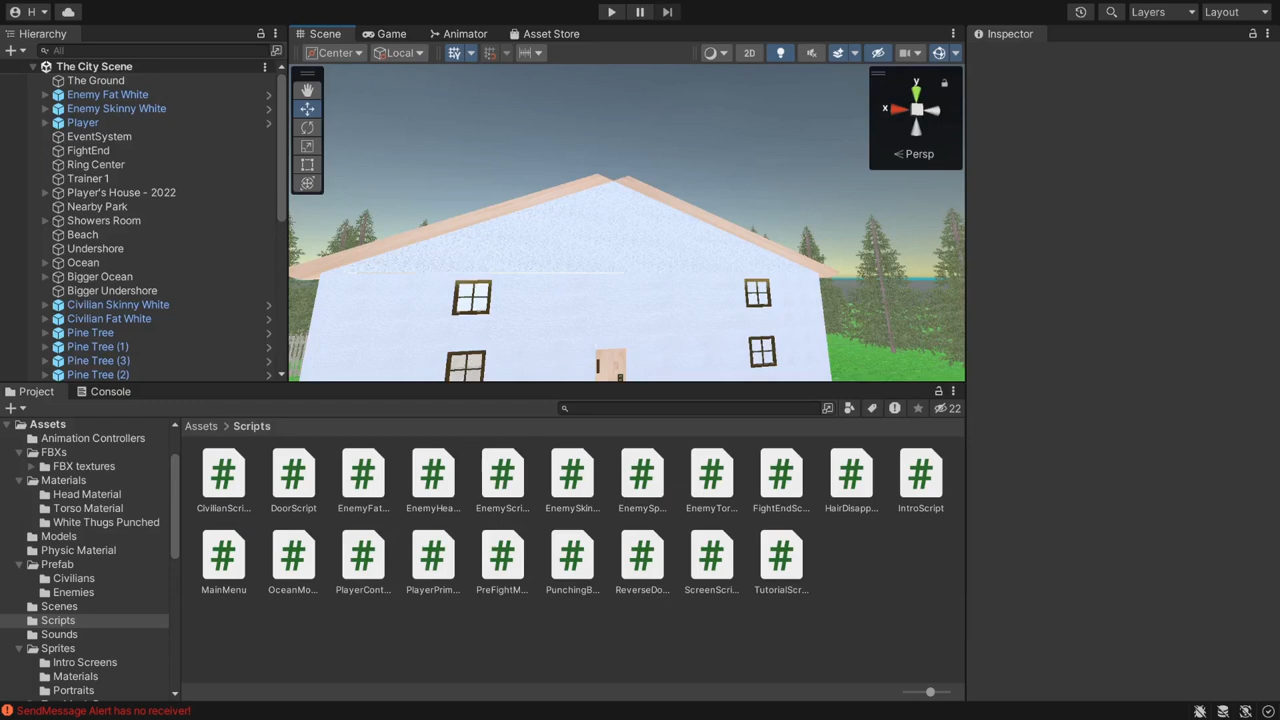 H
Layers
Layout
Hierarchy
Scene
Game
Animator
Asset Store
Inspector
All
Center
Local
2D
The City Scene
The Ground
Enemy Fat White
Enemy Skinny White
Player
EventSystem
FightEnd
Ring Center
Trainer 1
Player's House - 2022
Nearby Park
Showers Room
Beach
Undershore
Ocean
Bigger Ocean
Bigger Undershore
Civilian Skinny White
Civilian Fat White
Pine Tree
Pine Tree (1)
Pine Tree (3)
Pine Tree (2)
y
x
Persp
Project
Console
22
Assets
Animation Controllers
FBXs
FBX textures
Materials
Head Material
Torso Material
White Thugs Punched
Models
Physic Material
Prefab
Civilians
Enemies
Scenes
Scripts
Sounds
Sprites
Intro Screens
Materials
Portraits
Assets > Scripts
# # # # # # # # # # #
CivilianScri... DoorScript EnemyFat... EnemyHea... EnemyScri... EnemySkin... EnemySp... EnemyTor... FightEndSc... HairDisapp... IntroScript
# # # # # # # # #
MainMenu OceanMo... PlayerCont... PlayerPrim... PreFightM... PunchingB... ReverseDo... ScreenScri... TutorialScr...
SendMessage Alert has no receiver!